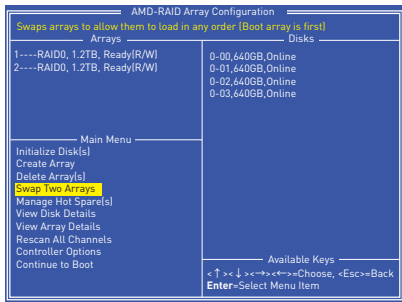 AMD-RAID Array Configuration
Swaps arrays to allow them to load in any order (Boot array is first)
Arrays
1----RAID0, 1.2TB, Ready(R/W)
2----RAID0, 1.2TB, Ready(R/W)
Disks
0-00,640GB,Online
0-01,640GB,Online
0-02,640GB,Online
0-03,640GB,Online
Main Menu
Initialize Disk(s)
Create Array
Delete Array(s)
Swap Two Arrays
Manage Hot Spare(s)
View Disk Details
View Array Details
Rescan All Channels
Controller Options
Continue to Boot
Available Keys
<↑><↓><→><←>=Choose, <Esc>=Back
Enter=Select Menu Item